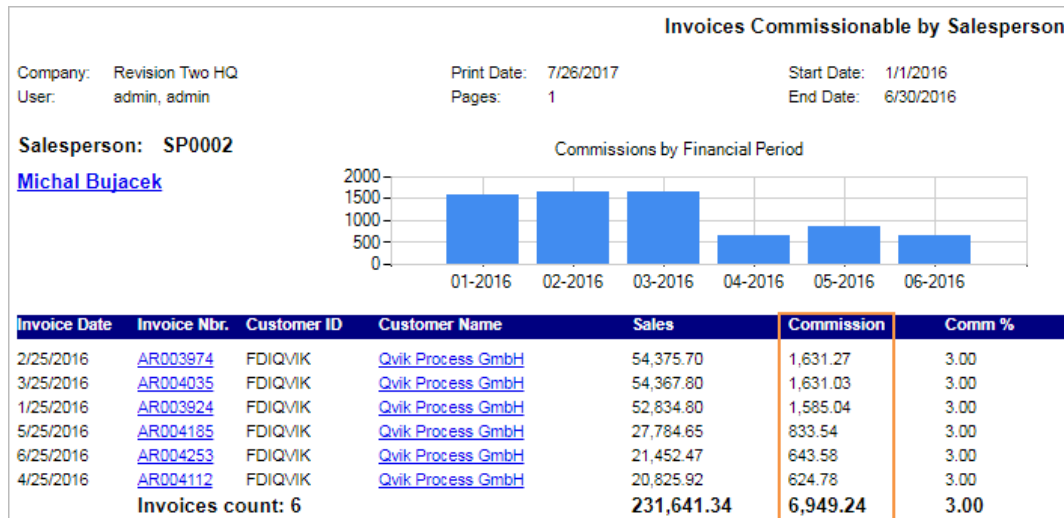 Invoices Commissionable by Salesperson
Company: Revision Two HQ Print Date: 7/26/2017 Start Date: 1/1/2016
User: admin, admin Pages: 1 End Date: 6/30/2016
Salesperson: SP0002
Michal Bujacek
Commissions by Financial Period
2000
1500
1000
500
0
01-2016 02-2016 03-2016 04-2016 05-2016 06-2016
Invoice Date Invoice Nbr. Customer ID Customer Name Sales Commission Comm %
2/25/2016 AR003974 FDIQVIK Qvik Process GmbH 54,375.70 1,631.27 3.00
3/25/2016 AR004035 FDIQVIK Qvik Process GmbH 54,367.80 1,631.03 3.00
1/25/2016 AR003924 FDIQVIK Qvik Process GmbH 52,834.80 1,585.04 3.00
5/25/2016 AR004185 FDIQVIK Qvik Process GmbH 27,784.65 833.54 3.00
6/25/2016 AR004253 FDIQVIK Qvik Process GmbH 21,452.47 643.58 3.00
4/25/2016 AR004112 FDIQVIK Qvik Process GmbH 20,825.92 624.78 3.00
Invoices count: 6 231,641.34 6,949.24 3.00